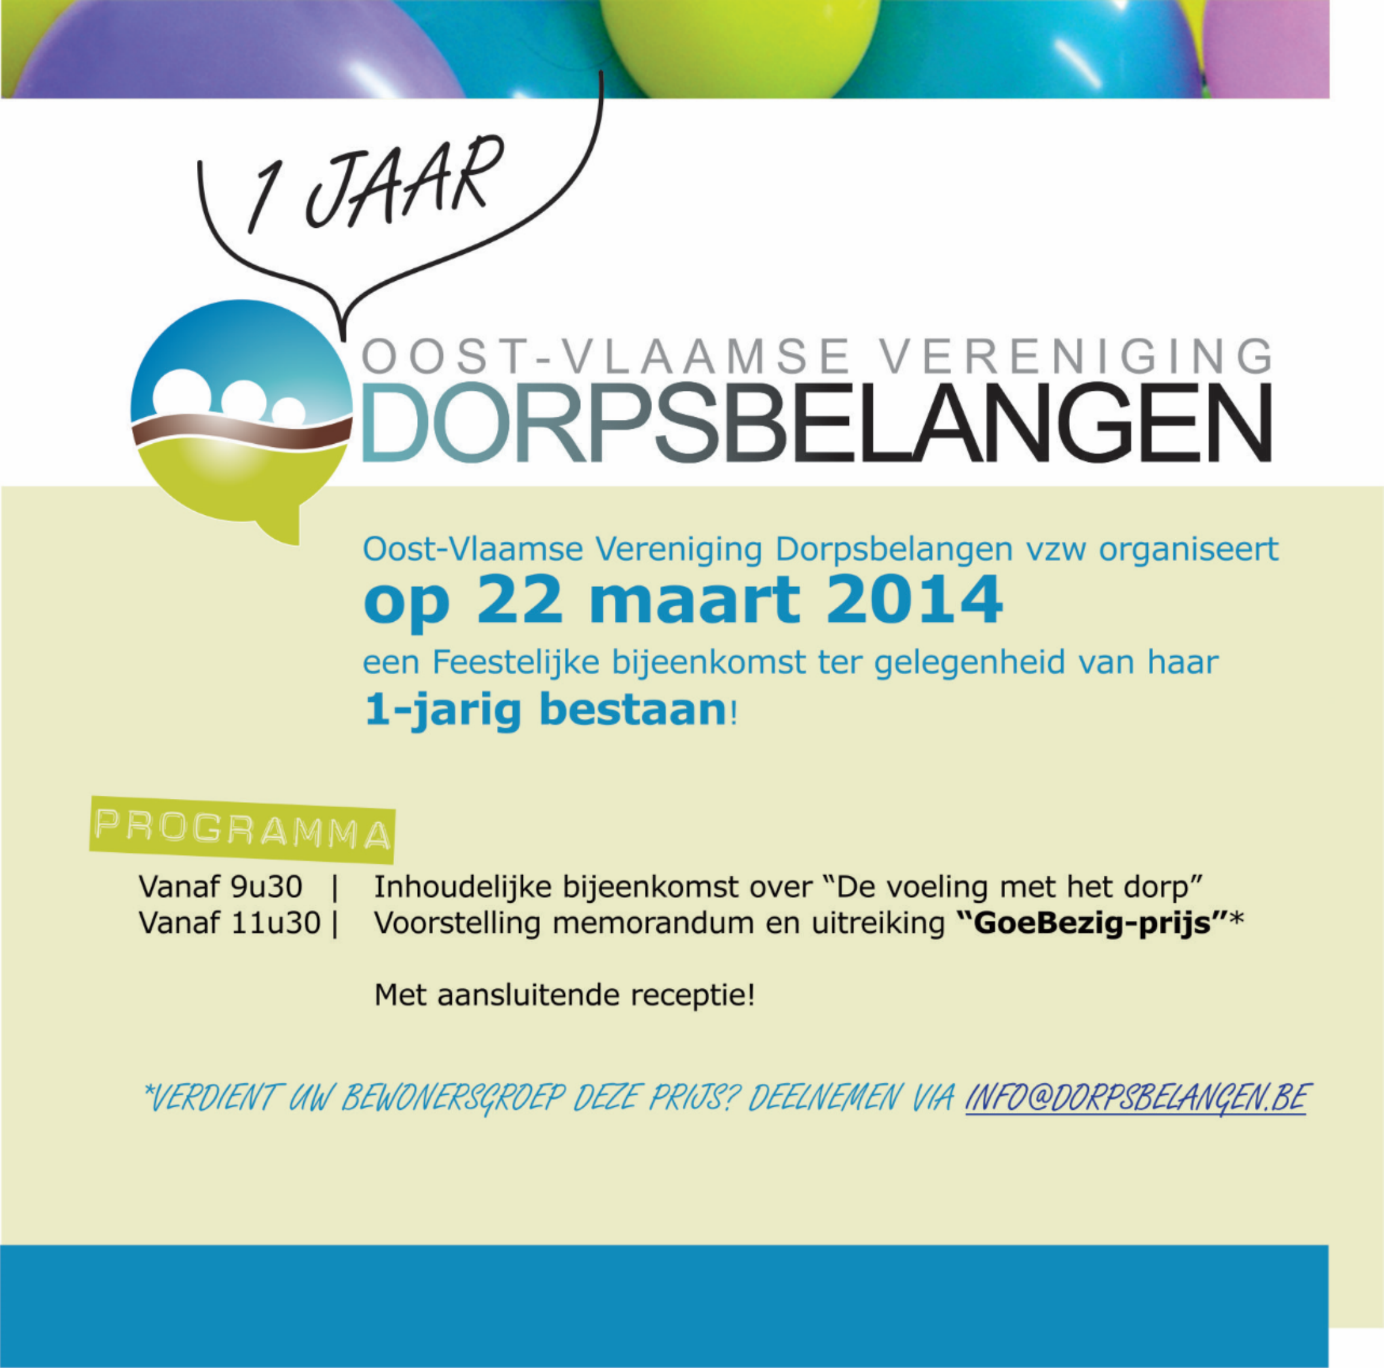 1 JAAR
OOST-VLAAMSE VERENIGING
DORPSBELANGEN
Oost-Vlaamse Vereniging Dorpsbelangen vzw organiseert
op 22 maart 2014
een Feestelijke bijeenkomst ter gelegenheid van haar
1-jarig bestaan!
PROGRAMMA
Vanaf 9u30 | Inhoudelijke bijeenkomst over “De voeling met het dorp”
Vanaf 11u30 | Voorstelling memorandum en uitreiking “GoeBezig-prijs”*
Met aansluitende receptie!
*VERDIENT UW BEWONERSGROEP DEZE PRIJS? DEELNEMEN VIA INFO@DORPSBELANGEN.BE